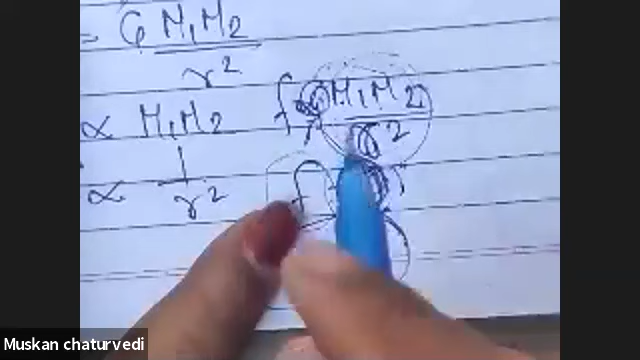 = G M1M2
r2
∝ M1M2
∝ 1
r2
f ∝ M1M2
r2
f
Muskan chaturvedi